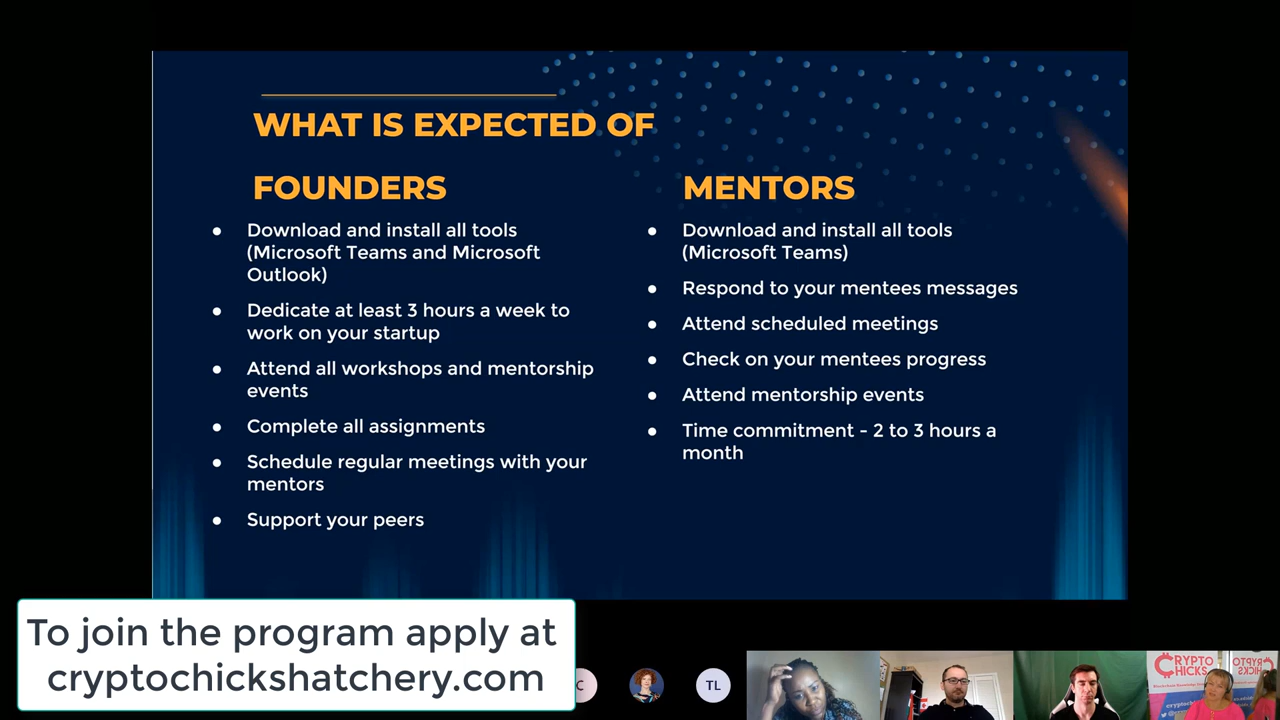 WHAT IS EXPECTED OF
FOUNDERS
● Download and install all tools
(Microsoft Teams and Microsoft
Outlook)
● Dedicate at least 3 hours a week to
work on your startup
● Attend all workshops and mentorship
events
● Complete all assignments
● Schedule regular meetings with your
mentors
● Support your peers
MENTORS
● Download and install all tools
(Microsoft Teams)
● Respond to your mentees messages
● Attend scheduled meetings
● Check on your mentees progress
● Attend mentorship events
● Time commitment - 2 to 3 hours a
month
To join the program apply at
cryptochickshatchery.com
C
TL
CRYPTO
CHICKS
CRYPTO
CHICKS